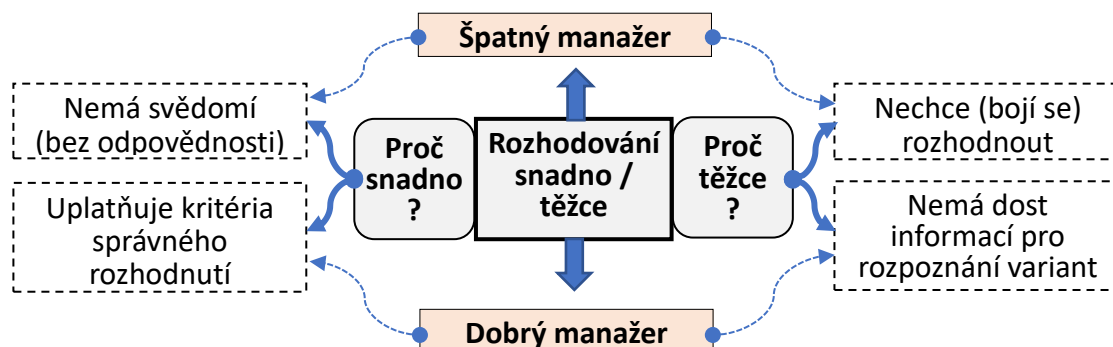 Špatný manažer
Nemá svědomí
(bez odpovědnosti)
Uplatňuje kritéria
správného
rozhodnutí
Proč
snadno
?
Rozhodování
snadno /
těžce
Proč
těžce
?
Nechce (bojí se)
rozhodnout
Nemá dost
informací pro
rozpoznání variant
Dobrý manažer